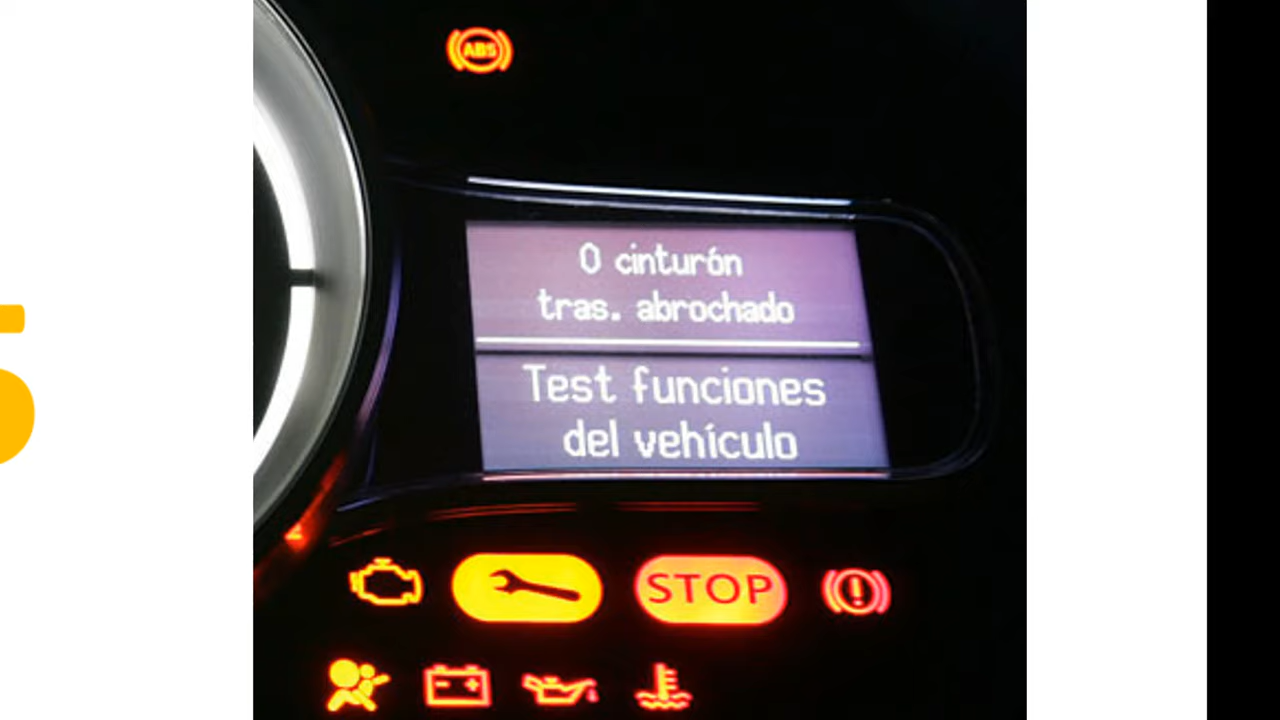 ABS
0 cinturón
tras. abrochado
Test funciones
del vehículo
STOP